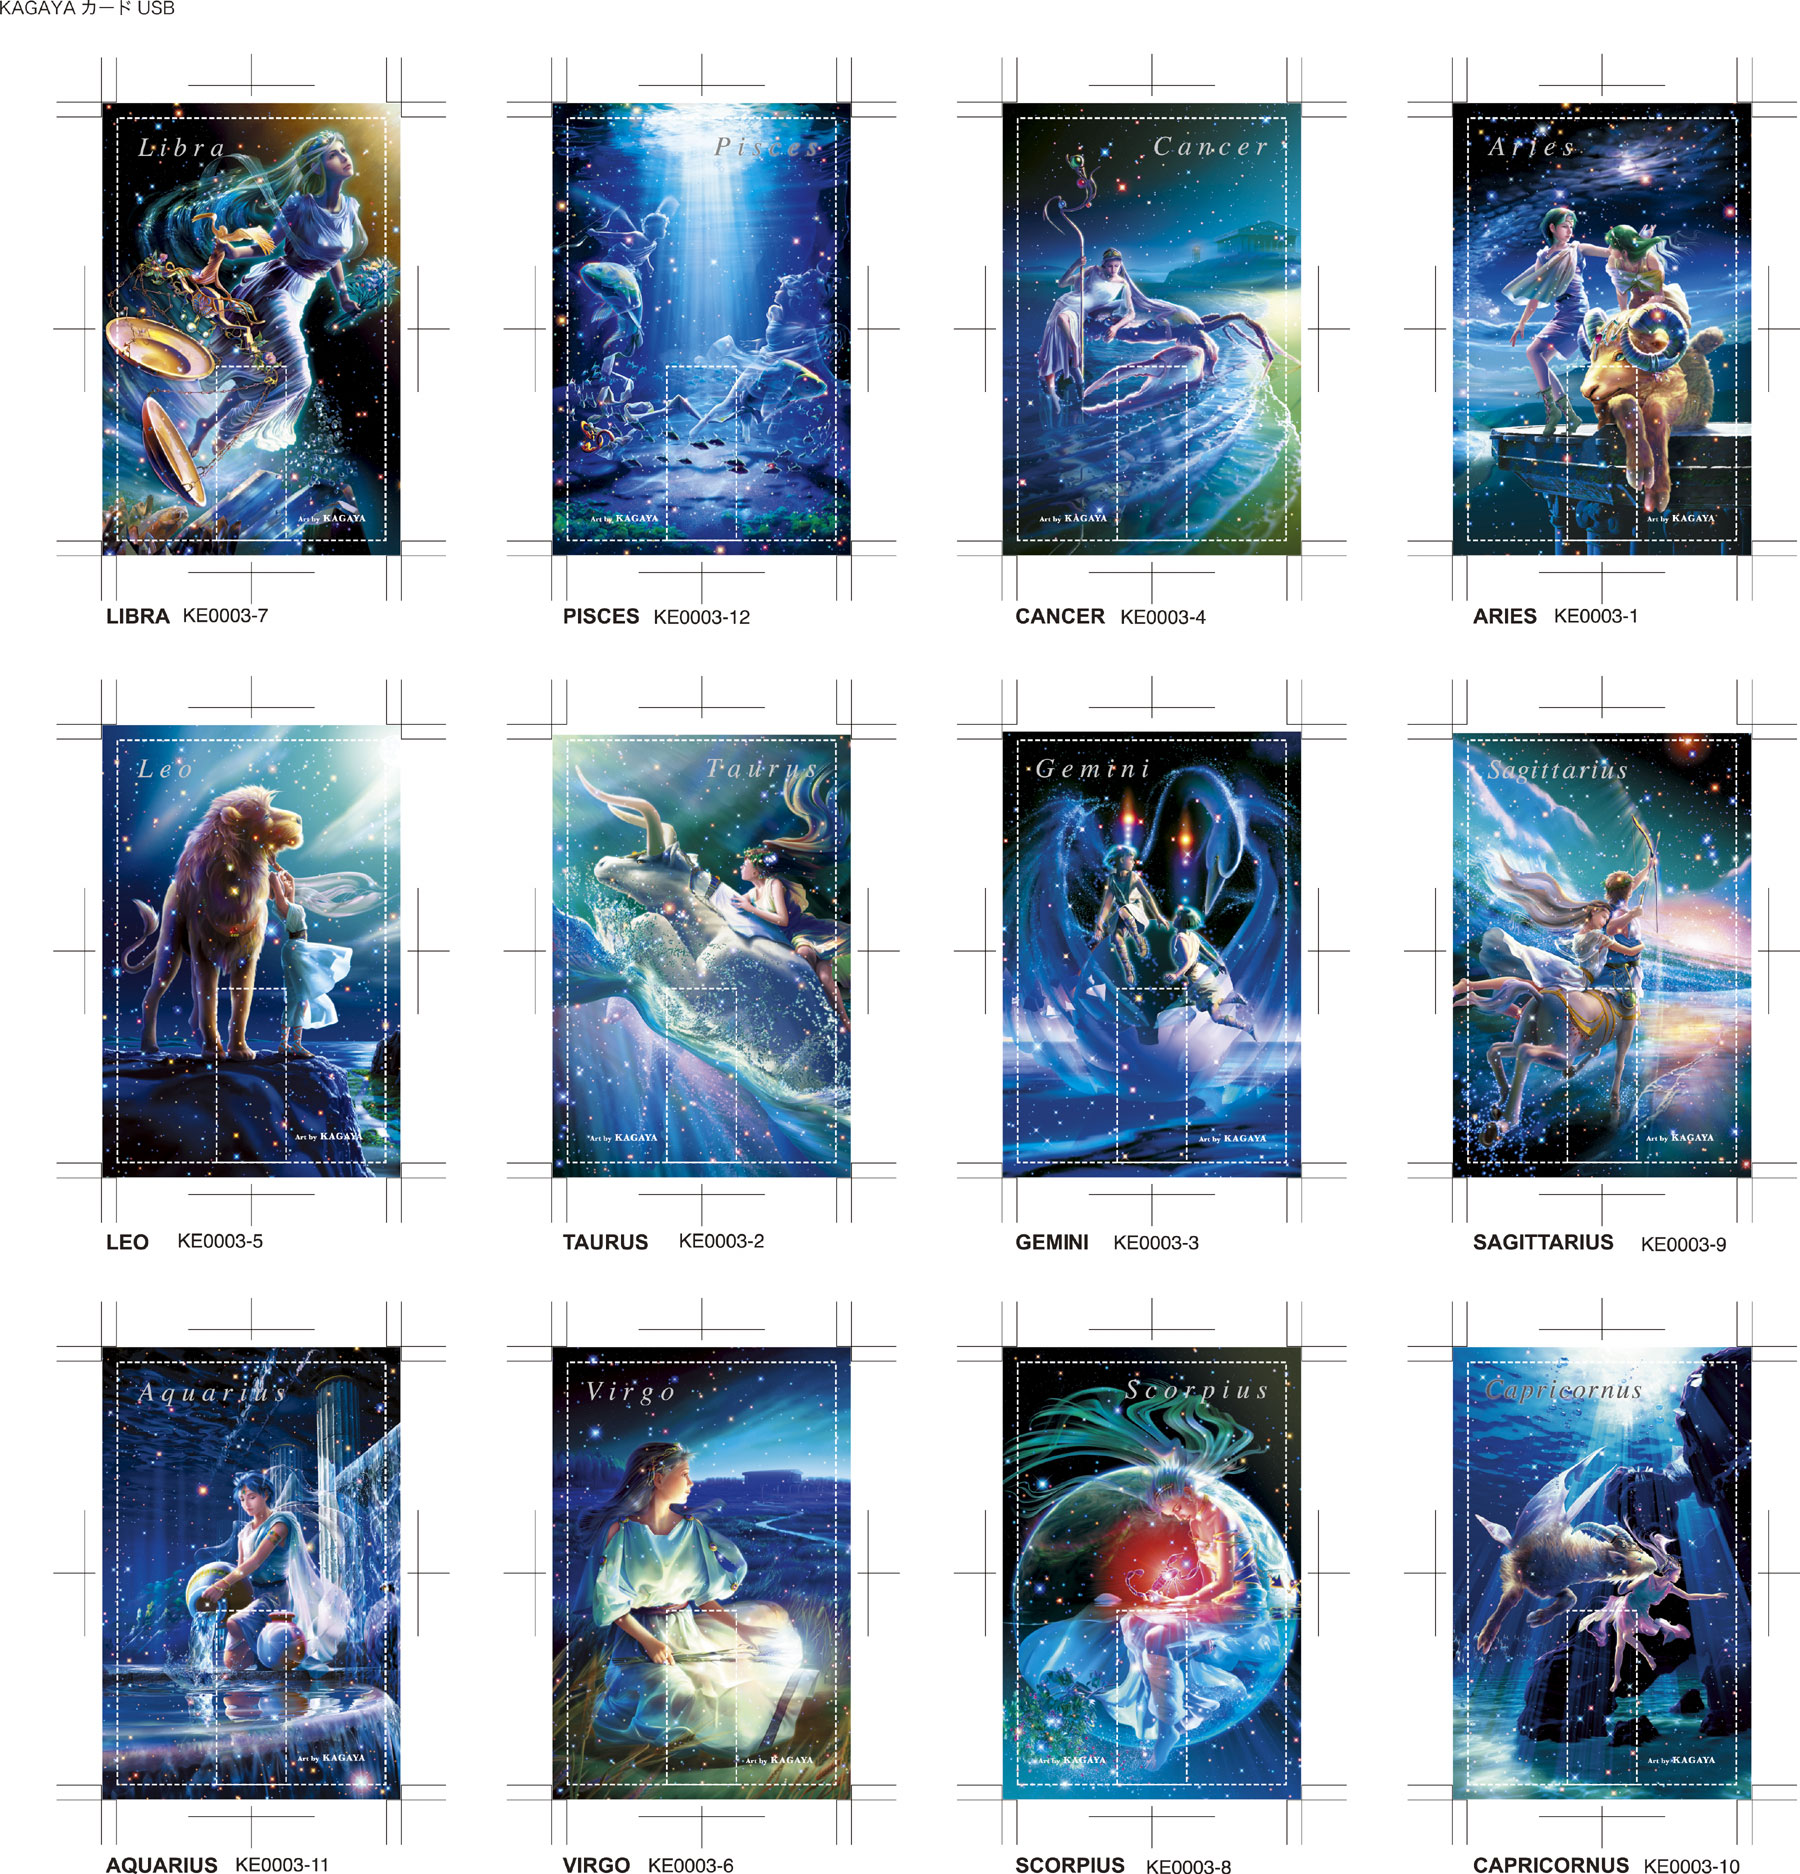 KAGAYA カード USB
Libra
Art by KAGAYA
LIBRA KE0003-7
Pisces
Art by KAGAYA
PISCES KE0003-12
Cancer
Art by KAGAYA
CANCER KE0003-4
Aries
Art by KAGAYA
ARIES KE0003-1
Leo
Art by KAGAYA
LEO KE0003-5
Taurus
Art by KAGAYA
TAURUS KE0003-2
Gemini
Art by KAGAYA
GEMINI KE0003-3
Sagittarius
Art by KAGAYA
SAGITTARIUS KE0003-9
Aquarius
Art by KAGAYA
AQUARIUS KE0003-11
Virgo
Art by KAGAYA
VIRGO KE0003-6
Scorpius
Art by KAGAYA
SCORPIUS KE0003-8
Capricornus
Art by KAGAYA
CAPRICORNUS KE0003-10